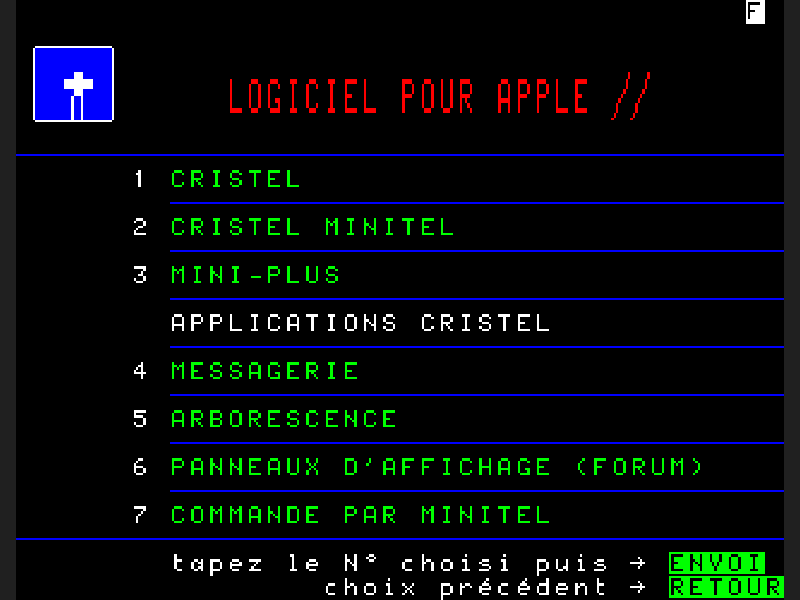 F
LOGICIEL POUR APPLE //
1 CRISTEL
2 CRISTEL MINITEL
3 MINI-PLUS
APPLICATIONS CRISTEL
4 MESSAGERIE
5 ARBORESCENCE
6 PANNEAUX D'AFFICHAGE (FORUM)
7 COMMANDE PAR MINITEL
tapez le N° choisi puis → ENVOI
choix précédent → RETOUR